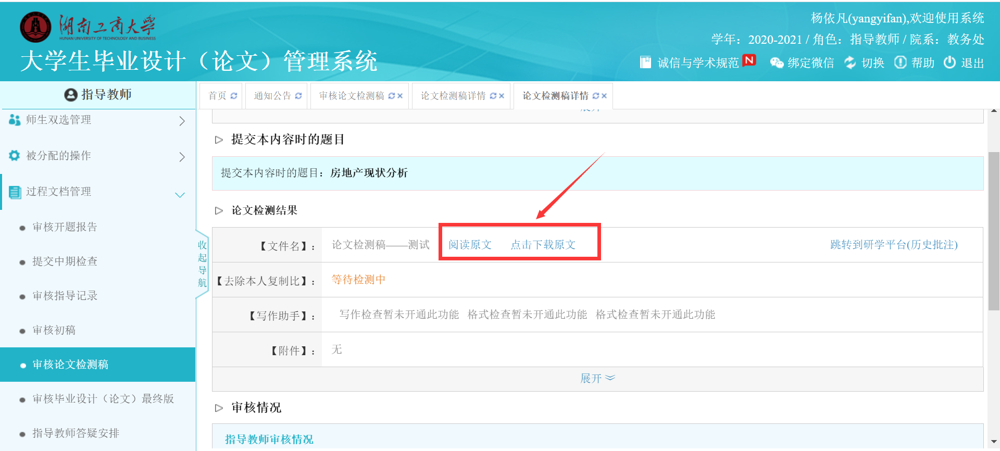 湖南工商大学
HUNAN UNIVERSITY OF TECHNOLOGY AND BUSINESS
大学生毕业设计（论文）管理系统
杨依凡(yangyifan),欢迎使用系统
学年：2020-2021 / 角色：指导教师 / 院系：教务处
诚信与学术规范 N 绑定微信 切换 帮助 退出
指导教师
首页 通知公告 审核论文检测稿 论文检测稿详情 论文检测稿详情
师生双选管理
被分配的操作
过程文档管理
审核开题报告
提交中期检查
审核指导记录
审核初稿
审核论文检测稿
审核毕业设计（论文）最终版
指导教师答疑安排
收起导航
展开
提交本内容时的题目
提交本内容时的题目：房地产现状分析
论文检测结果
【文件名】： 论文检测稿——测试 阅读原文 点击下载原文 跳转到研学平台(历史批注)
【去除本人复制比】： 等待检测中
【写作助手】： 写作检查暂未开通此功能 格式检查暂未开通此功能 格式检查暂未开通此功能
【附件】： 无
展开
审核情况
指导教师审核情况